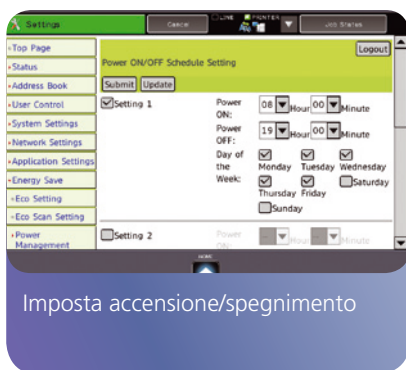 Settings Cancel LINE PRINTER Job Status
Top Page
Status
Address Book
User Control
System Settings
Network Settings
Application Settings
Energy Save
Eco Setting
Eco Scan Setting
Power Management
Logout
Power ON/OFF Schedule Setting
Submit Update
Setting 1
Power ON: 08 Hour 00 Minute
Power OFF: 19 Hour 00 Minute
Day of the Week:
Monday Tuesday Wednesday
Thursday Friday Saturday
Sunday
Setting 2
Power ON: Hour Minute
HOME
Imposta accensione/spegnimento